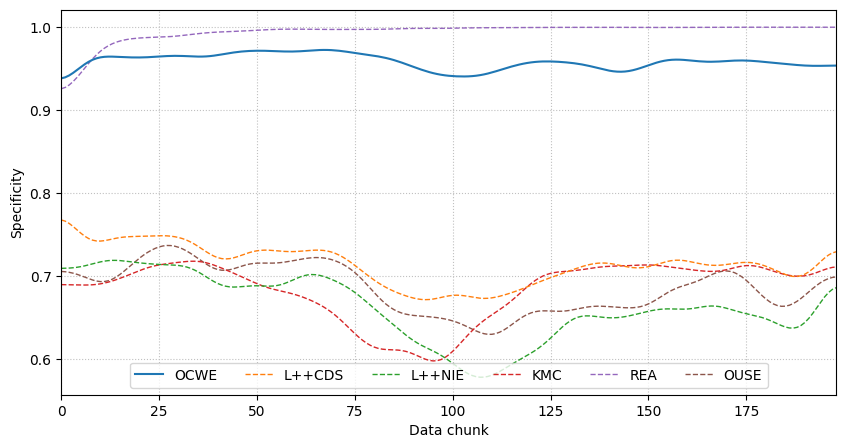 1.0
0.9
0.8
0.7
0.6
Specificity
OCWE L++CDS L++NIE KMC REA OUSE
0 25 50 75 100 125 150 175
Data chunk